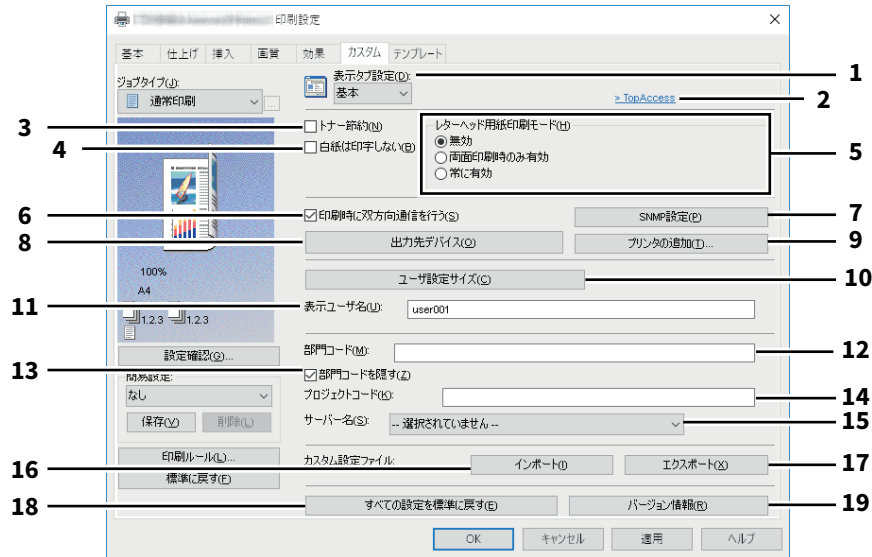 印刷設定
基本 仕上げ 挿入 画質 効果 カスタム テンプレート
ジョブタイプ(J):
通常印刷
表示タブ設定(D):
基本
1
> TopAccess
2
3
トナー節約(N)
4
白紙は印字しない(B)
レターヘッド用紙印刷モード(H)
無効
両面印刷時のみ有効
常に有効
5
6
印刷時に双方向通信を行う(S)
SNMP設定(P)
7
8
出力先デバイス(O)
プリンタの追加(T)...
9
100%
A4
1.2.3 1.2.3
ユーザ設定サイズ(C)
10
11
表示ユーザ名(U):
user001
設定確認(G)...
部門コード(M):
12
13
部門コードを隠す(Z)
簡易設定:
なし
プロジェクトコード(K):
14
保存(V) 削除(L)
サーバー名(S):
-- 選択されていません --
15
印刷ルール(L)...
標準に戻す(F)
16
カスタム設定ファイル:
インポート(I)
エクスポート(X)
17
18
すべての設定を標準に戻す(E)
バージョン情報(R)
19
OK キャンセル 適用 ヘルプ